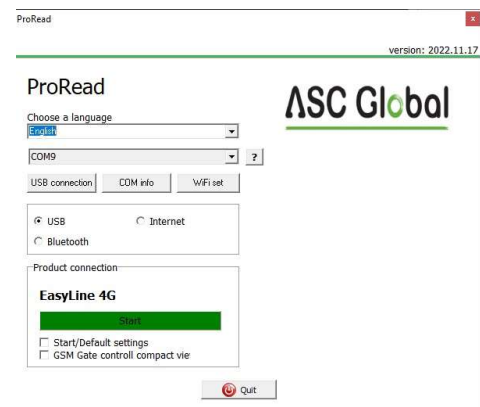 ProRead
x
version: 2022.11.17
ProRead
ASC Global
Choose a language
English
COM9
?
USB connection COM info WiFi set
USB Internet
Bluetooth
Product connection
EasyLine 4G
Start
Start/Default settings
GSM Gate controll compact vie
Quit